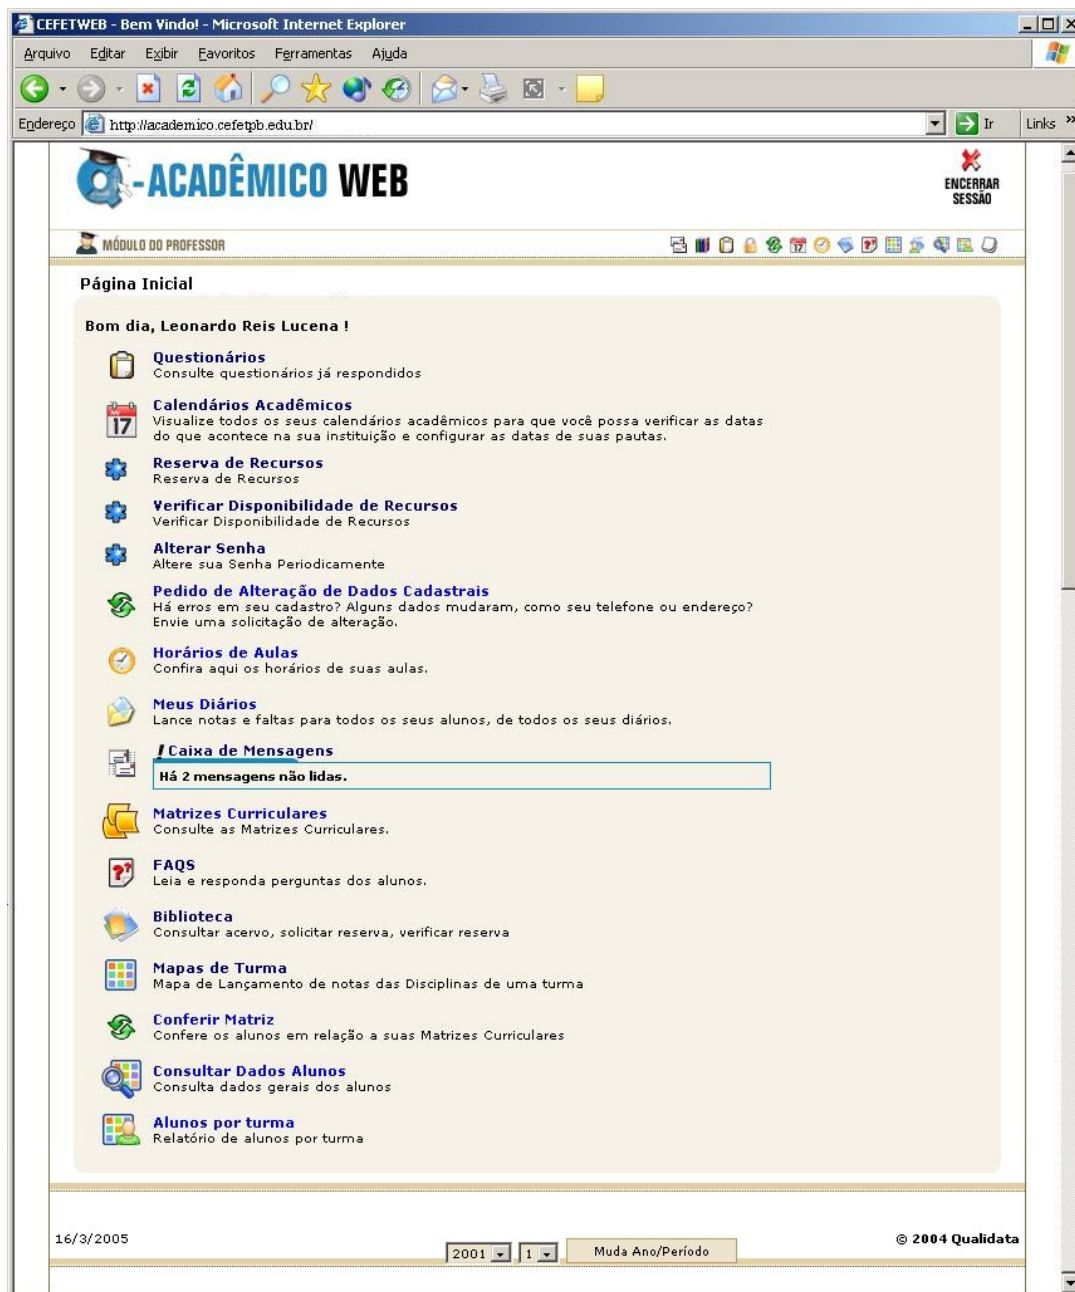 CEFETWEB - Bem Vindo! - Microsoft Internet Explorer
Arquivo Editar Exibir Favoritos Ferramentas Ajuda
Endereço http://academico.cefetpb.edu.br/ Ir Links »
Q-ACADÊMICO WEB
ENCERRAR
SESSÃO
MÓDULO DO PROFESSOR
Página Inicial
Bom dia, Leonardo Reis Lucena !
Questionários
Consulte questionários já respondidos
17
Calendários Acadêmicos
Visualize todos os seus calendários acadêmicos para que você possa verificar as datas
do que acontece na sua instituição e configurar as datas de suas pautas.
Reserva de Recursos
Reserva de Recursos
Verificar Disponibilidade de Recursos
Verificar Disponibilidade de Recursos
Alterar Senha
Altere sua Senha Periodicamente
Pedido de Alteração de Dados Cadastrais
Há erros em seu cadastro? Alguns dados mudaram, como seu telefone ou endereço?
Envie uma solicitação de alteração.
Horários de Aulas
Confira aqui os horários de suas aulas.
Meus Diários
Lance notas e faltas para todos os seus alunos, de todos os seus diários.
! Caixa de Mensagens
Há 2 mensagens não lidas.
Matrizes Curriculares
Consulte as Matrizes Curriculares.
??
FAQS
Leia e responda perguntas dos alunos.
Biblioteca
Consultar acervo, solicitar reserva, verificar reserva
Mapas de Turma
Mapa de Lançamento de notas das Disciplinas de uma turma
Conferir Matriz
Confere os alunos em relação a suas Matrizes Curriculares
Consultar Dados Alunos
Consulta dados gerais dos alunos
Alunos por turma
Relatório de alunos por turma
16/3/2005
2001 1 Muda Ano/Período
© 2004 Qualidata